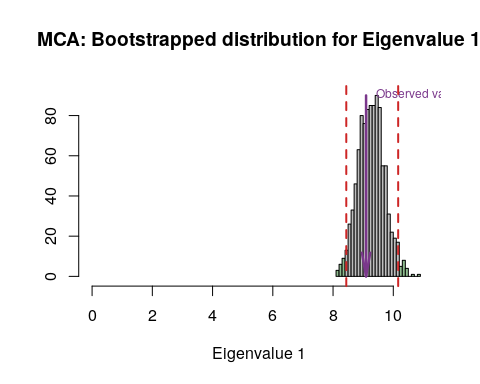 MCA: Bootstrapped distribution for Eigenvalue 1
Observed va
80
60
40
20
0
0 2 4 6 8 10
Eigenvalue 1